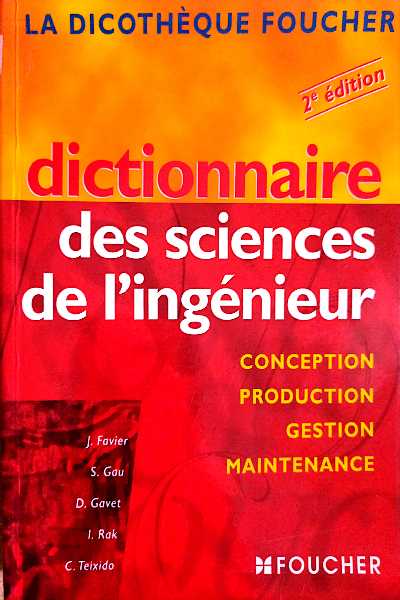 LA DICOTHÈQUE FOUCHER
2e édition
dictionnaire
des sciences
de l'ingénieur
CONCEPTION
PRODUCTION
GESTION
MAINTENANCE
J. Favier
S. Gau
D. Gavet
I. Rak
C. Teixido
FOUCHER